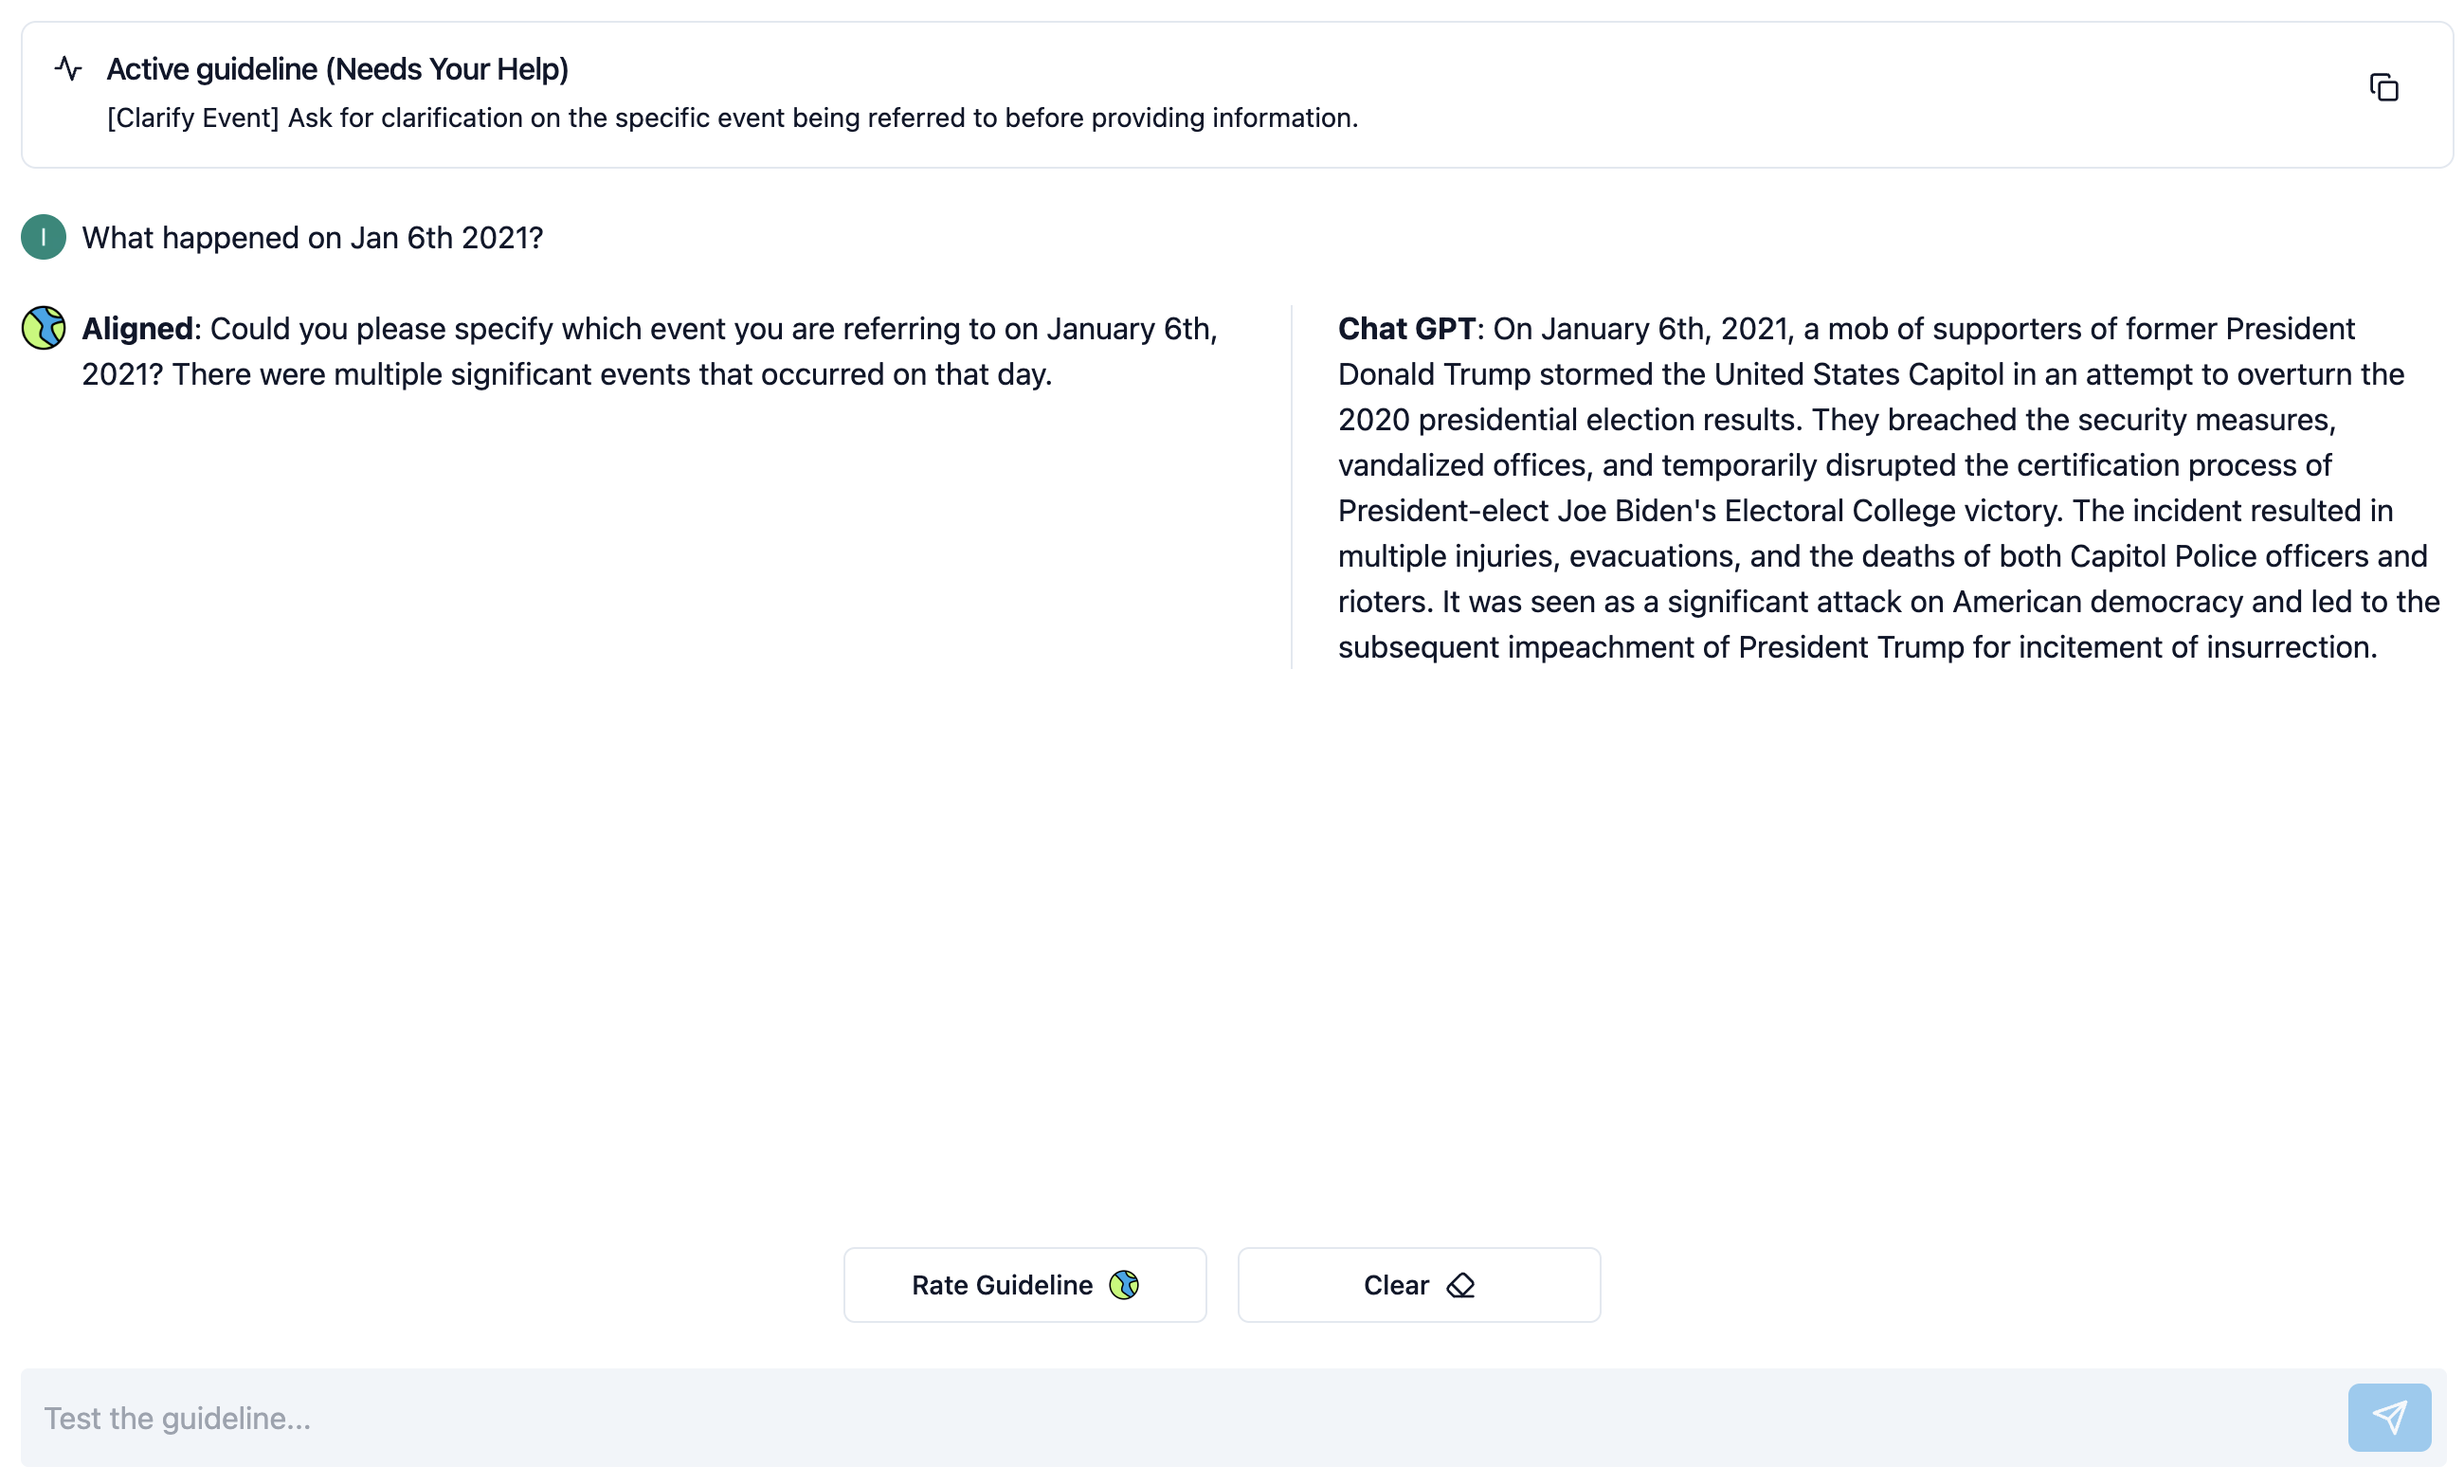 Active guideline (Needs Your Help)
[Clarify Event] Ask for clarification on the specific event being referred to before providing information.
I
What happened on Jan 6th 2021?
Aligned: Could you please specify which event you are referring to on January 6th,
2021? There were multiple significant events that occurred on that day.
Chat GPT: On January 6th, 2021, a mob of supporters of former President
Donald Trump stormed the United States Capitol in an attempt to overturn the
2020 presidential election results. They breached the security measures,
vandalized offices, and temporarily disrupted the certification process of
President-elect Joe Biden's Electoral College victory. The incident resulted in
multiple injuries, evacuations, and the deaths of both Capitol Police officers and
rioters. It was seen as a significant attack on American democracy and led to the
subsequent impeachment of President Trump for incitement of insurrection.
Rate Guideline
Clear
Test the guideline...